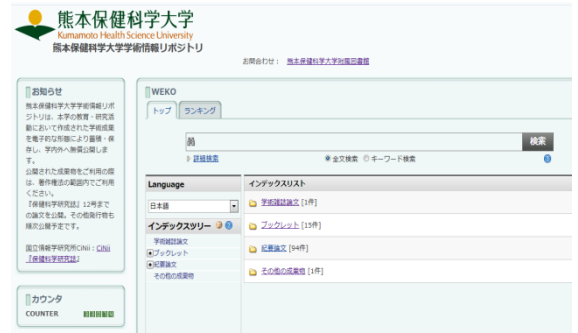 熊本保健科学大学
Kumamoto Health Science University
熊本保健科学大学学術情報リポジトリ
お問合わせ： 熊本保健科学大学附属図書館
お知らせ
熊本保健科学大学学術情報リポ
ジトリは、本学の教育・研究活
動において作成された学術成果
を電子的な形態により蓄積・保
存し、学内外へ無償公開しま
す。
公開された成果物をご利用の際
は、著作権法の範囲内でご利用
ください。
『保健科学研究誌』12号まで
の論文を公開。その他発行物も
順次公開予定です。
国立情報学研究所CiNii：CiNii
『保健科学研究誌』
カウンタ
COUNTER
WEKO
トップ ランキング
検索
詳細検索
全文検索 キーワード検索
Language
日本語
インデックスツリー
学術雑誌論文
ブックレット
紀要論文
その他の成果物
インデックスリスト
学術雑誌論文 [1件]
ブックレット [15件]
紀要論文 [94件]
その他の成果物 [1件]